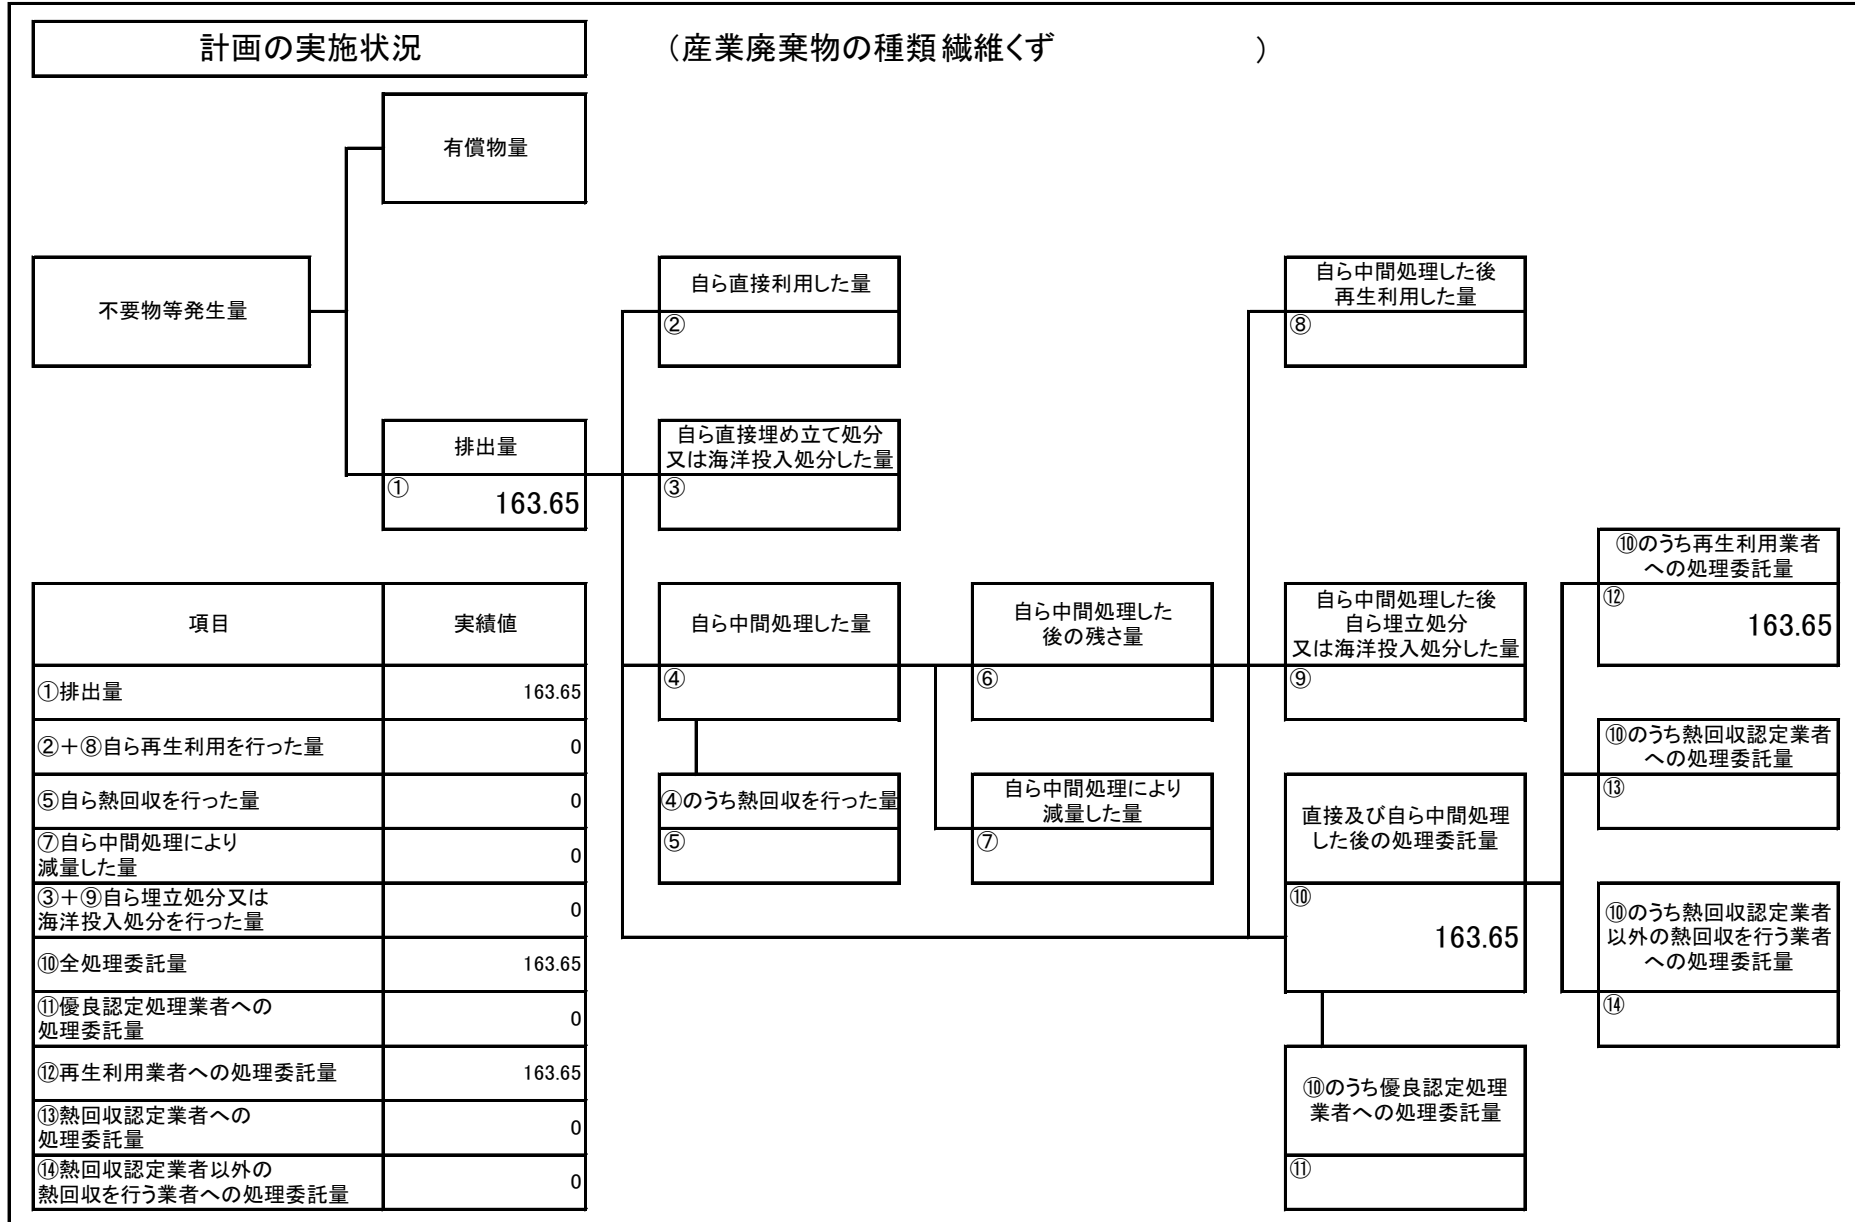 計画の実施状況
(産業廃棄物の種類 繊維くず )
有償物量
不要物等発生量
自ら直接利用した量
②
自ら中間処理した後
再生利用した量
⑧
排出量
① 163.65
自ら直接埋め立て処分
又は海洋投入処分した量
③
⑩のうち再生利用業者
への処理委託量
⑫ 163.65
自ら中間処理した量
④
自ら中間処理した
後の残さ量
⑥
自ら中間処理した後
自ら埋立処分
又は海洋投入処分した量
⑨
⑩のうち熱回収認定業者
への処理委託量
⑬
④のうち熱回収を行った量
⑤
自ら中間処理により
減量した量
⑦
直接及び自ら中間処理
した後の処理委託量
⑩
163.65
⑩のうち熱回収認定業者
以外の熱回収を行う業者
への処理委託量
⑭
⑩のうち優良認定処理
業者への処理委託量
⑪
項目 実績値
①排出量 163.65
②+⑧自ら再生利用を行った量 0
⑤自ら熱回収を行った量 0
⑦自ら中間処理により
減量した量 0
③+⑨自ら埋立処分又は
海洋投入処分を行った量 0
⑩全処理委託量 163.65
⑪優良認定処理業者への
処理委託量 0
⑫再生利用業者への処理委託量 163.65
⑬熱回収認定業者への
処理委託量 0
⑭熱回収認定業者以外の
熱回収を行う業者への処理委託量 0